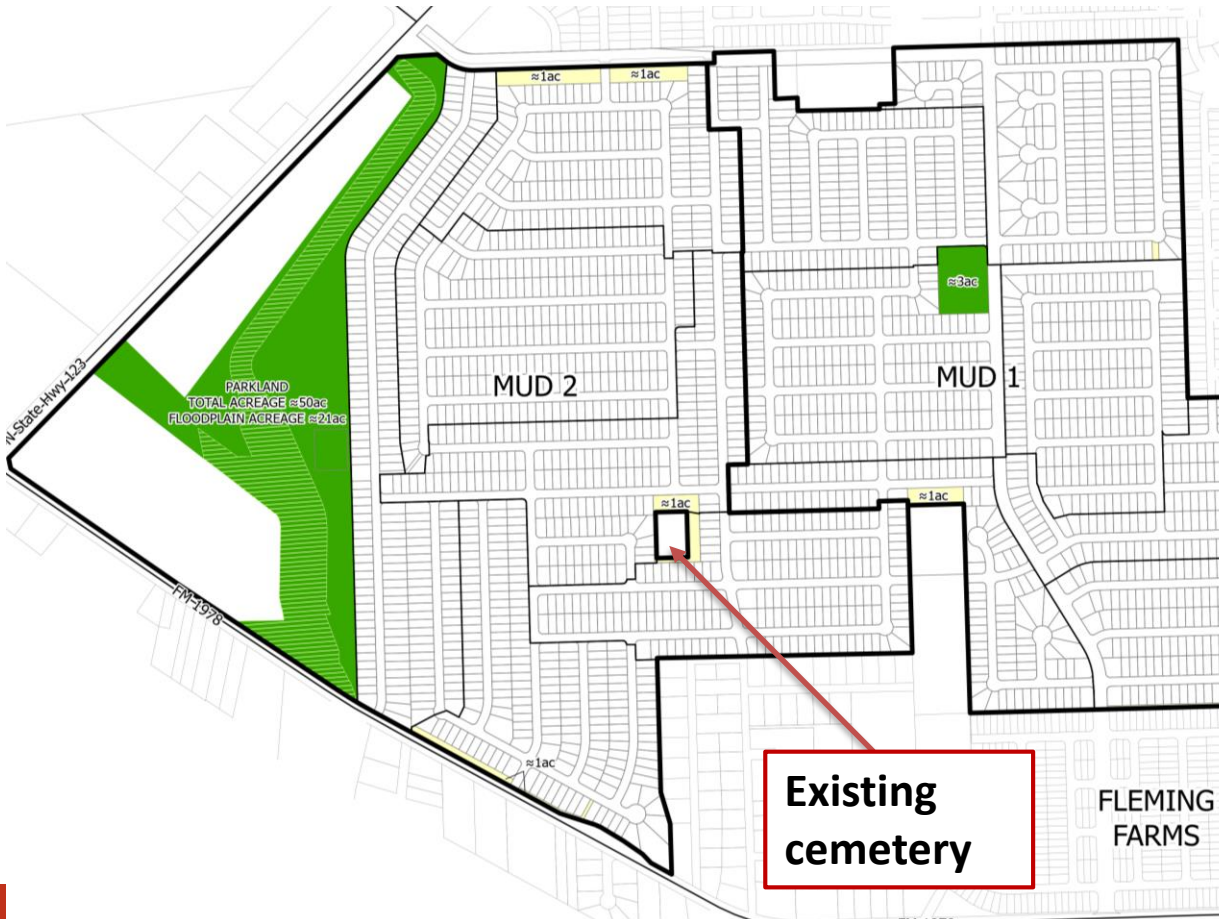 ≈1ac
≈1ac
≈3ac
N-State-Hwy-123
PARKLAND
TOTAL ACREAGE ≈50ac
FLOODPLAIN ACREAGE ≈21ac
MUD 2
MUD 1
≈1ac
≈1ac
FM-1978
≈1ac
Existing
cemetery
FLEMING
FARMS